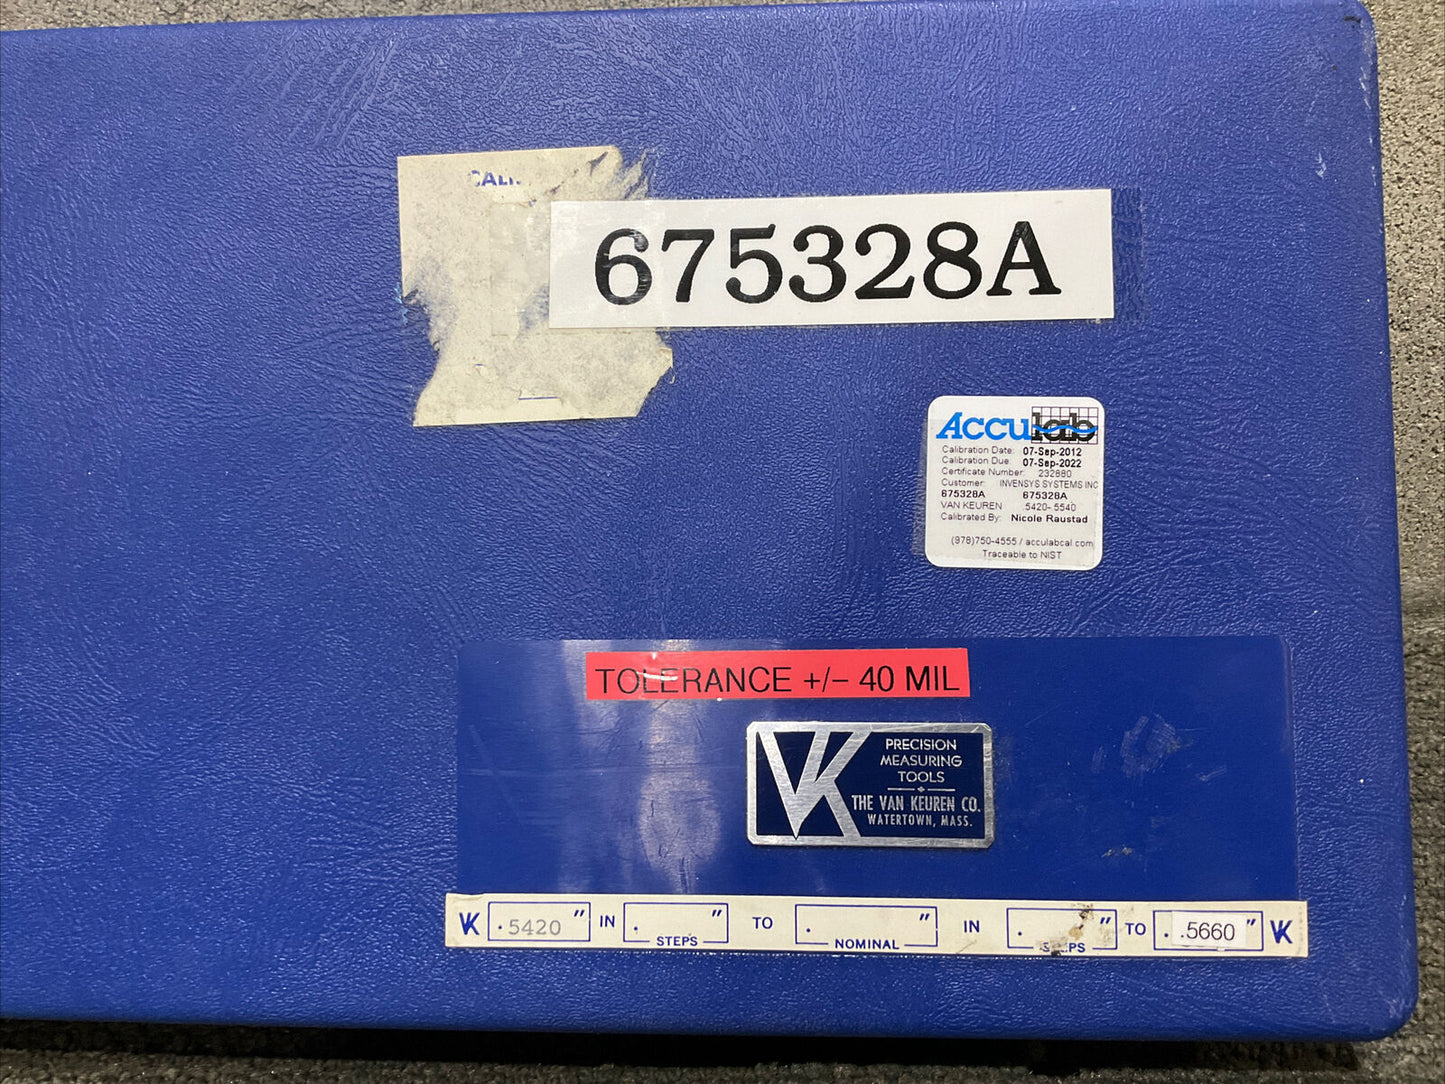 CALI
675328A
Acculab
Calibration Date: 07-Sep-2012
Calibration Due: 07-Sep-2022
Certificate Number: 232880
Customer: INVENSYS SYSTEMS INC
675328A 675328A
VAN KEUREN .5420-.5540
Calibrated By: Nicole Raustad
(978)750-4555 / acculabcal.com
Traceable to NIST
TOLERANCE +/- 40 MIL
VK
PRECISION
MEASURING
TOOLS
THE VAN KEUREN CO.
WATERTOWN, MASS.
VK .5420 " IN . " STEPS TO . " NOMINAL IN . " STEPS TO . .5660 " VK